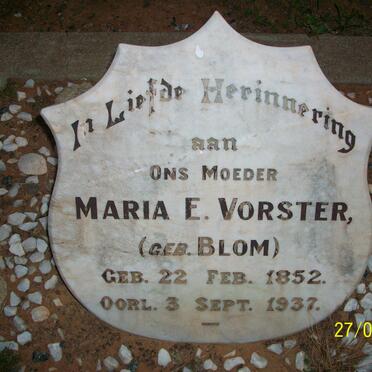 In Liefde Herinnering
aan
Ons Moeder
MARIA E. VORSTER,
(GEB. BLOM)
GEB. 22 FEB. 1852.
OORL. 3 SEPT. 1937.
27/0